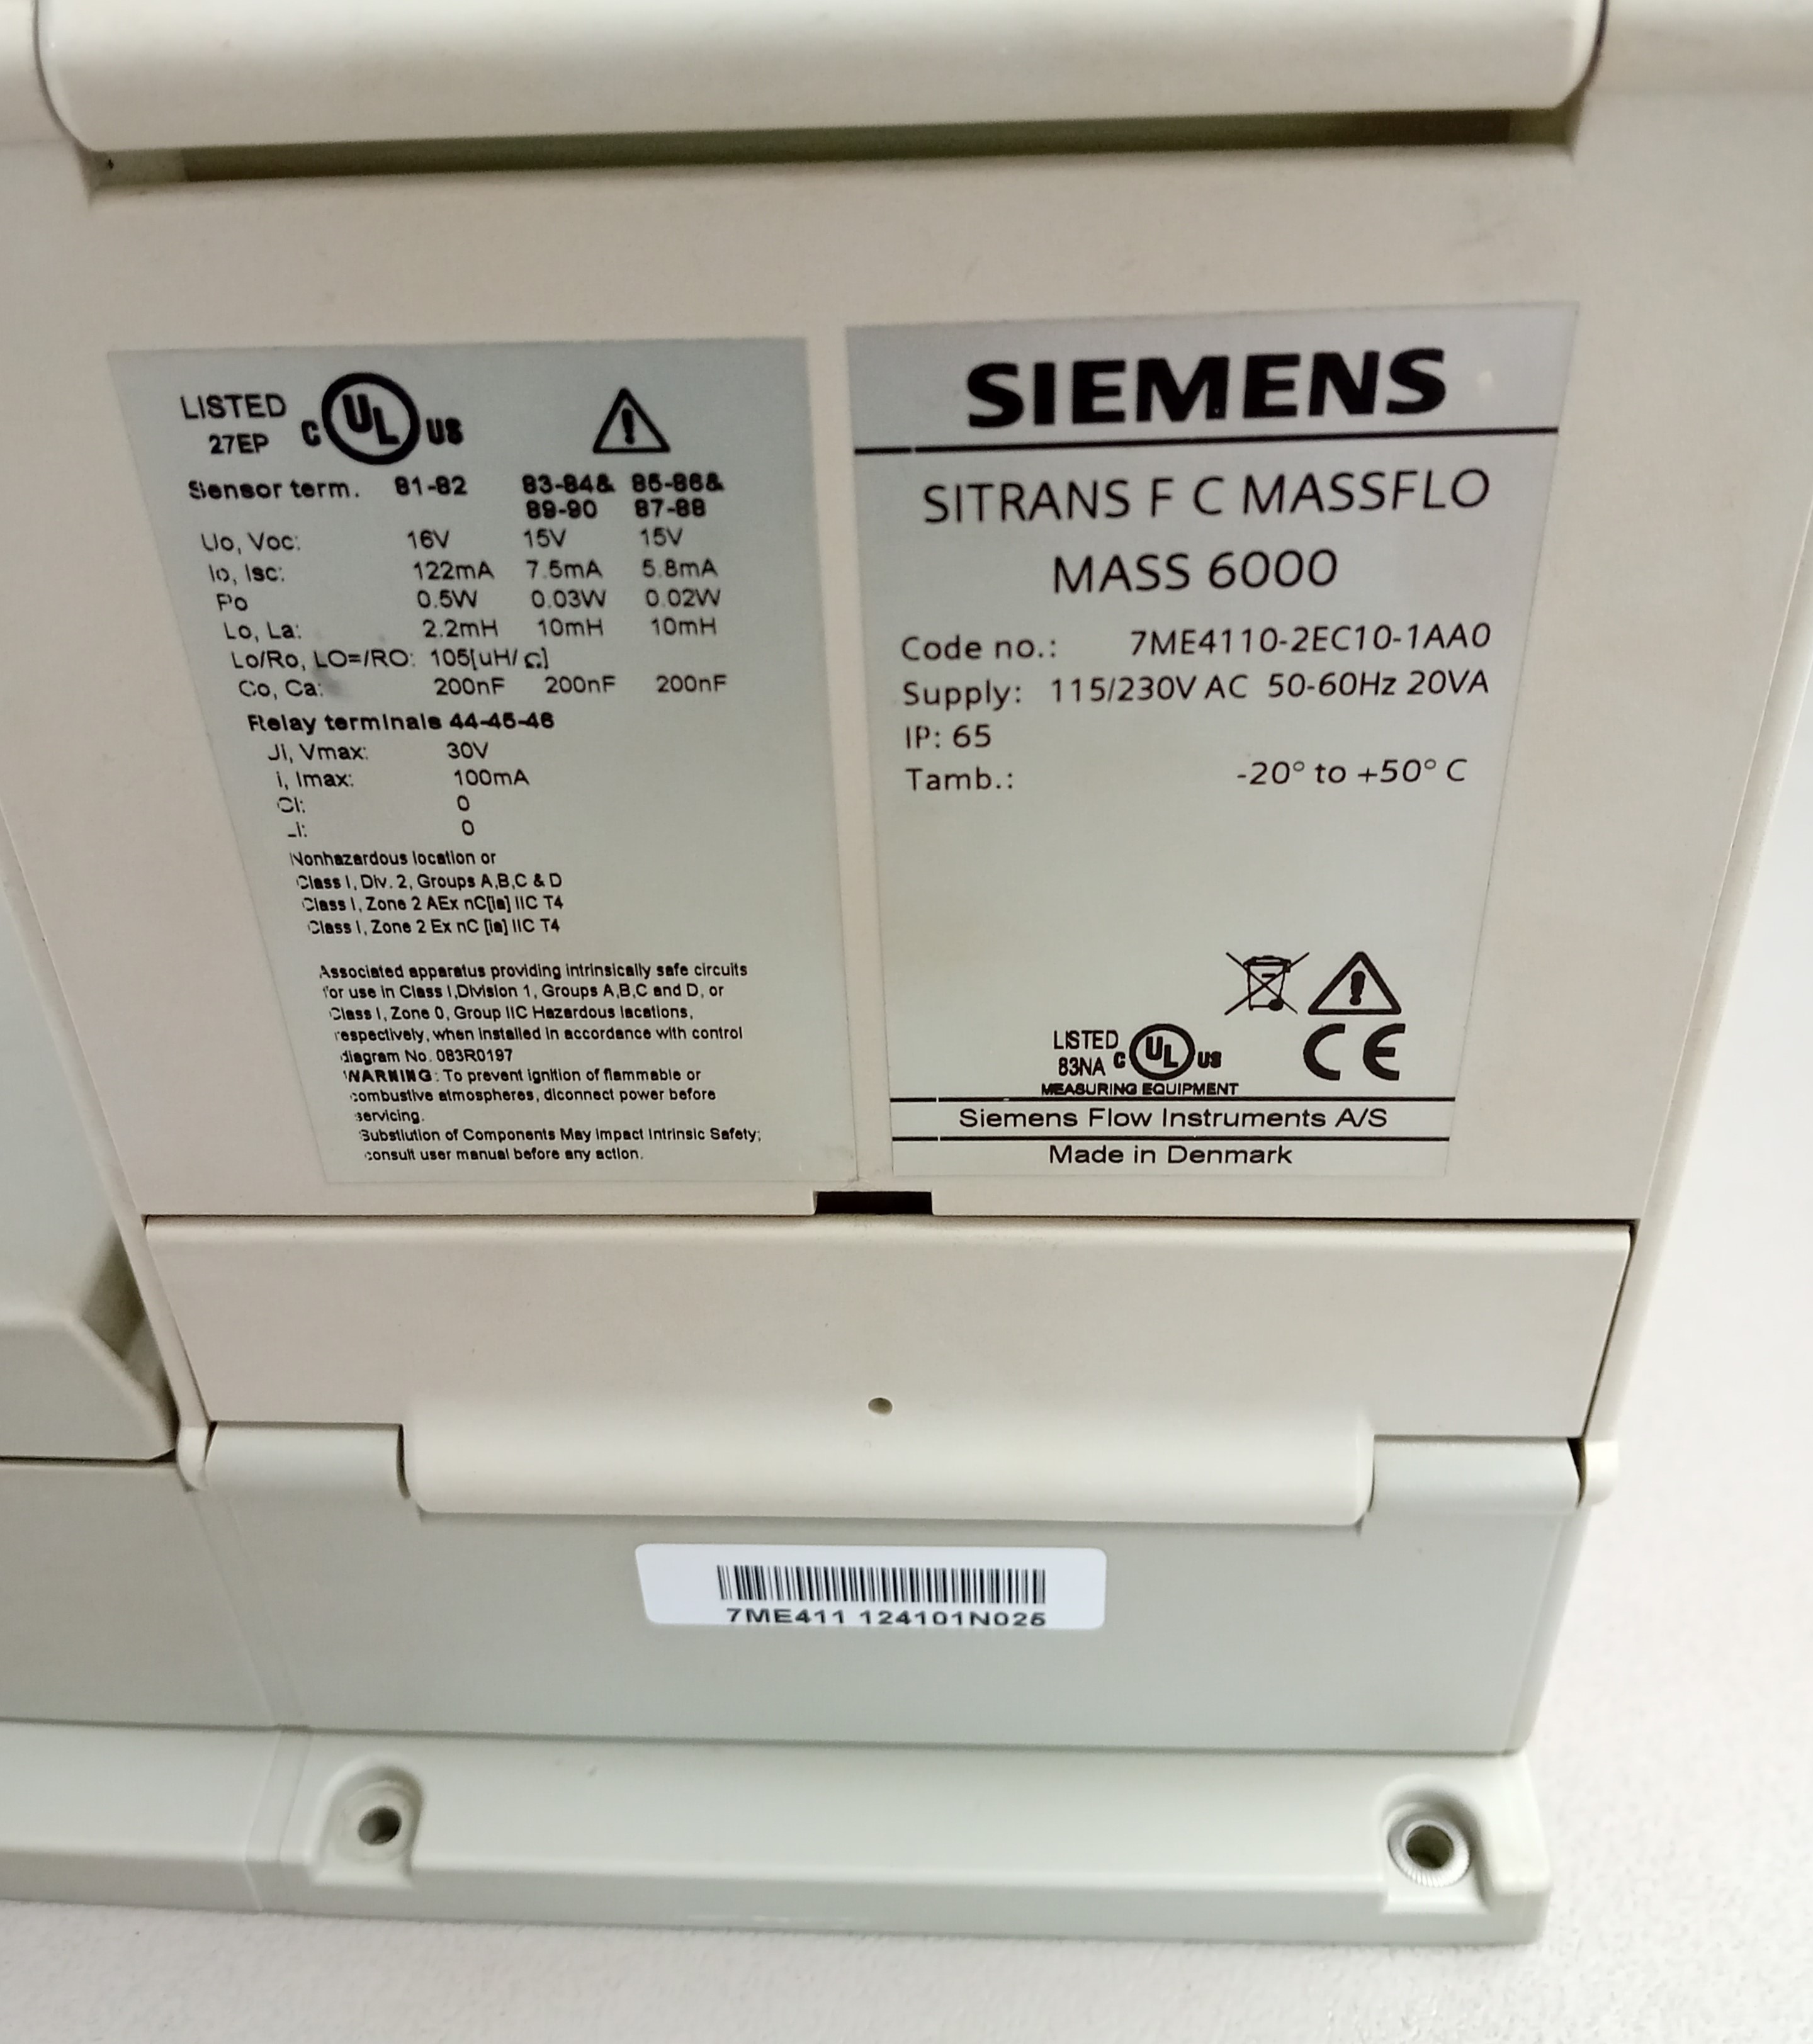 LISTED
27EP
C UL US
Sensor term. 81-82 83-84& 85-86&
89-90 87-88
Uo, Voc: 16V 15V 15V
Io, Isc: 122mA 7.5mA 5.8mA
Po 0.5W 0.03W 0.02W
Lo, La: 2.2mH 10mH 10mH
Lo/Ro, LO=/RO: 105[uH/Ω]
Co, Ca: 200nF 200nF 200nF
Relay terminals 44-45-46
Ui, Vmax: 30V
i, Imax: 100mA
Ci: 0
Li: 0
Nonhazardous location or
Class I, Div. 2, Groups A,B,C & D
Class I, Zone 2 AEx nC[ia] IIC T4
Class I, Zone 2 Ex nC [ia] IIC T4
Associated apparatus providing intrinsically safe circuits
for use in Class I,Division 1, Groups A,B,C and D, or
Class I, Zone 0, Group IIC Hazardous lacations,
respectively, when installed in accordance with control
diagram No. 083R0197
WARNING: To prevent ignition of flammable or
combustive atmospheres, diconnect power before
servicing.
Substiution of Components May Impact Intrinsic Safety;
consult user manual before any action.
SIEMENS
SITRANS F C MASSFLO
MASS 6000
Code no.: 7ME4110-2EC10-1AA0
Supply: 115/230V AC 50-60Hz 20VA
IP: 65
Tamb.: -20° to +50° C
LISTED
83NA
C UL US
CE
MEASURING EQUIPMENT
Siemens Flow Instruments A/S
Made in Denmark
7ME411 124101N025